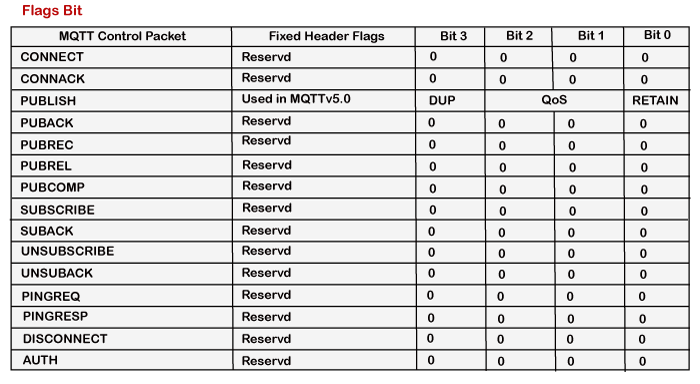 Flags Bit
MQTT Control Packet Fixed Header Flags Bit 3 Bit 2 Bit 1 Bit 0
CONNECT Reservd 0 0 0 0
CONNACK Reservd 0 0 0 0
PUBLISH Used in MQTTv5.0 DUP QoS RETAIN
PUBACK Reservd 0 0 0 0
PUBREC Reservd 0 0 0 0
PUBREL Reservd 0 0 0 0
PUBCOMP Reservd 0 0 0 0
SUBSCRIBE Reservd 0 0 0 0
SUBACK Reservd 0 0 0 0
UNSUBSCRIBE Reservd 0 0 0 0
UNSUBACK Reservd 0 0 0 0
PINGREQ Reservd 0 0 0 0
PINGRESP Reservd 0 0 0 0
DISCONNECT Reservd 0 0 0 0
AUTH Reservd 0 0 0 0